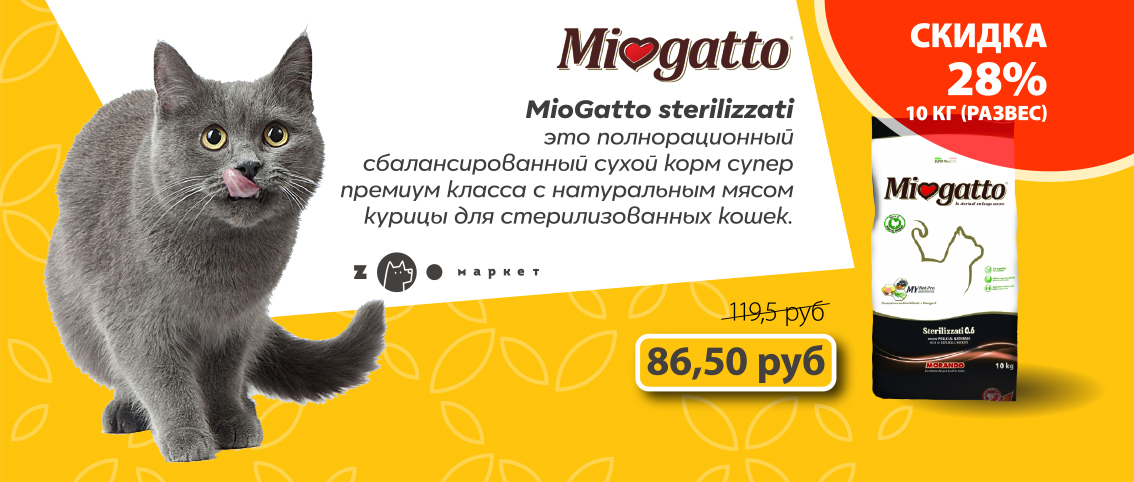 Miogatto
MioGatto sterilizzati
это полнорационный
сбалансированный сухой корм супер
премиум класса с натуральным мясом
курицы для стерилизованных кошек.
z маркет
СКИДКА
28%
10 КГ (РАЗВЕС)
119,5 руб
86,50 руб
Miogatto
MY
Sterilizzati 0.6
MORANDO
10 kg